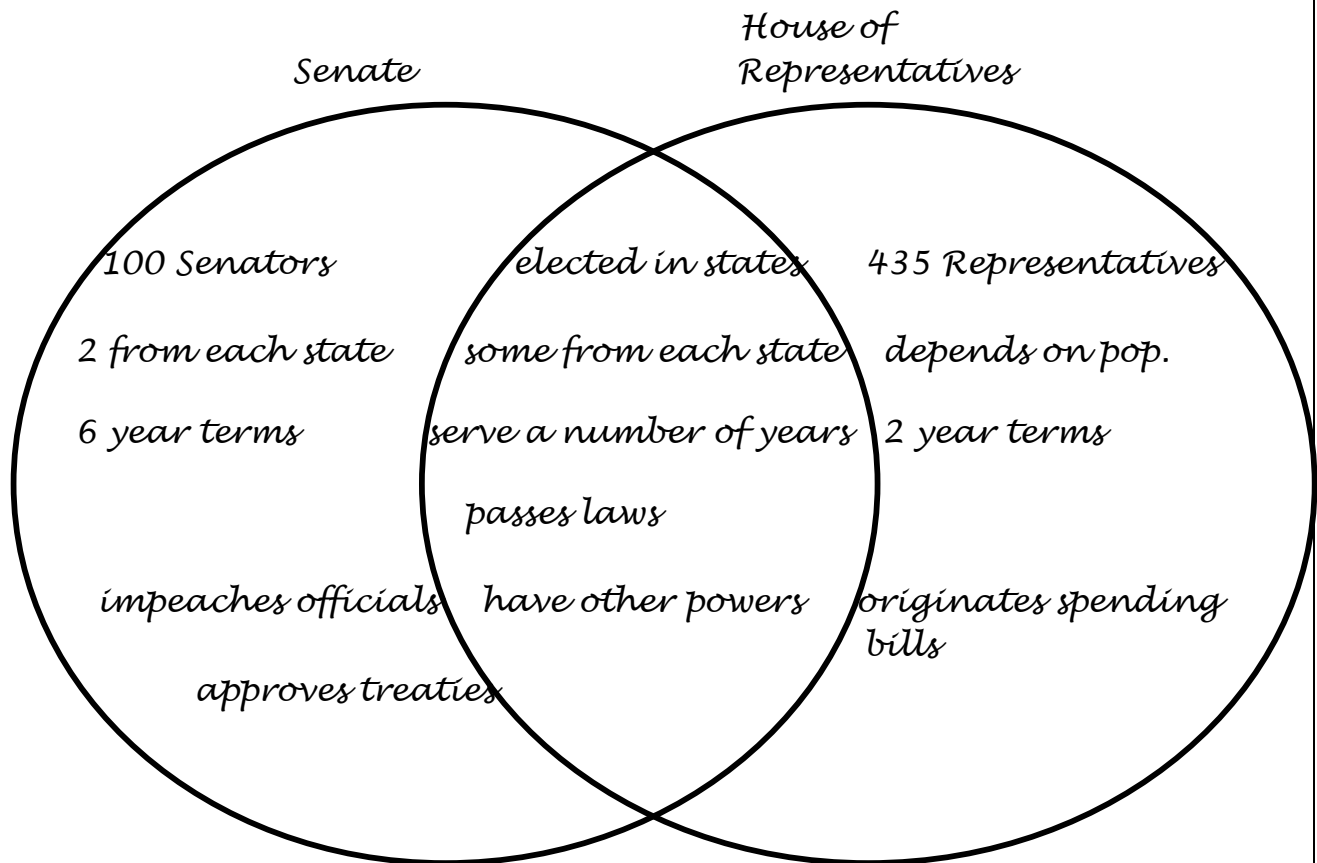 Senate
House of
Representatives
100 Senators
2 from each state
6 year terms
impeaches officials
approves treaties
elected in states
some from each state
serve a number of years
passes laws
have other powers
435 Representatives
depends on pop.
2 year terms
originates spending
bills